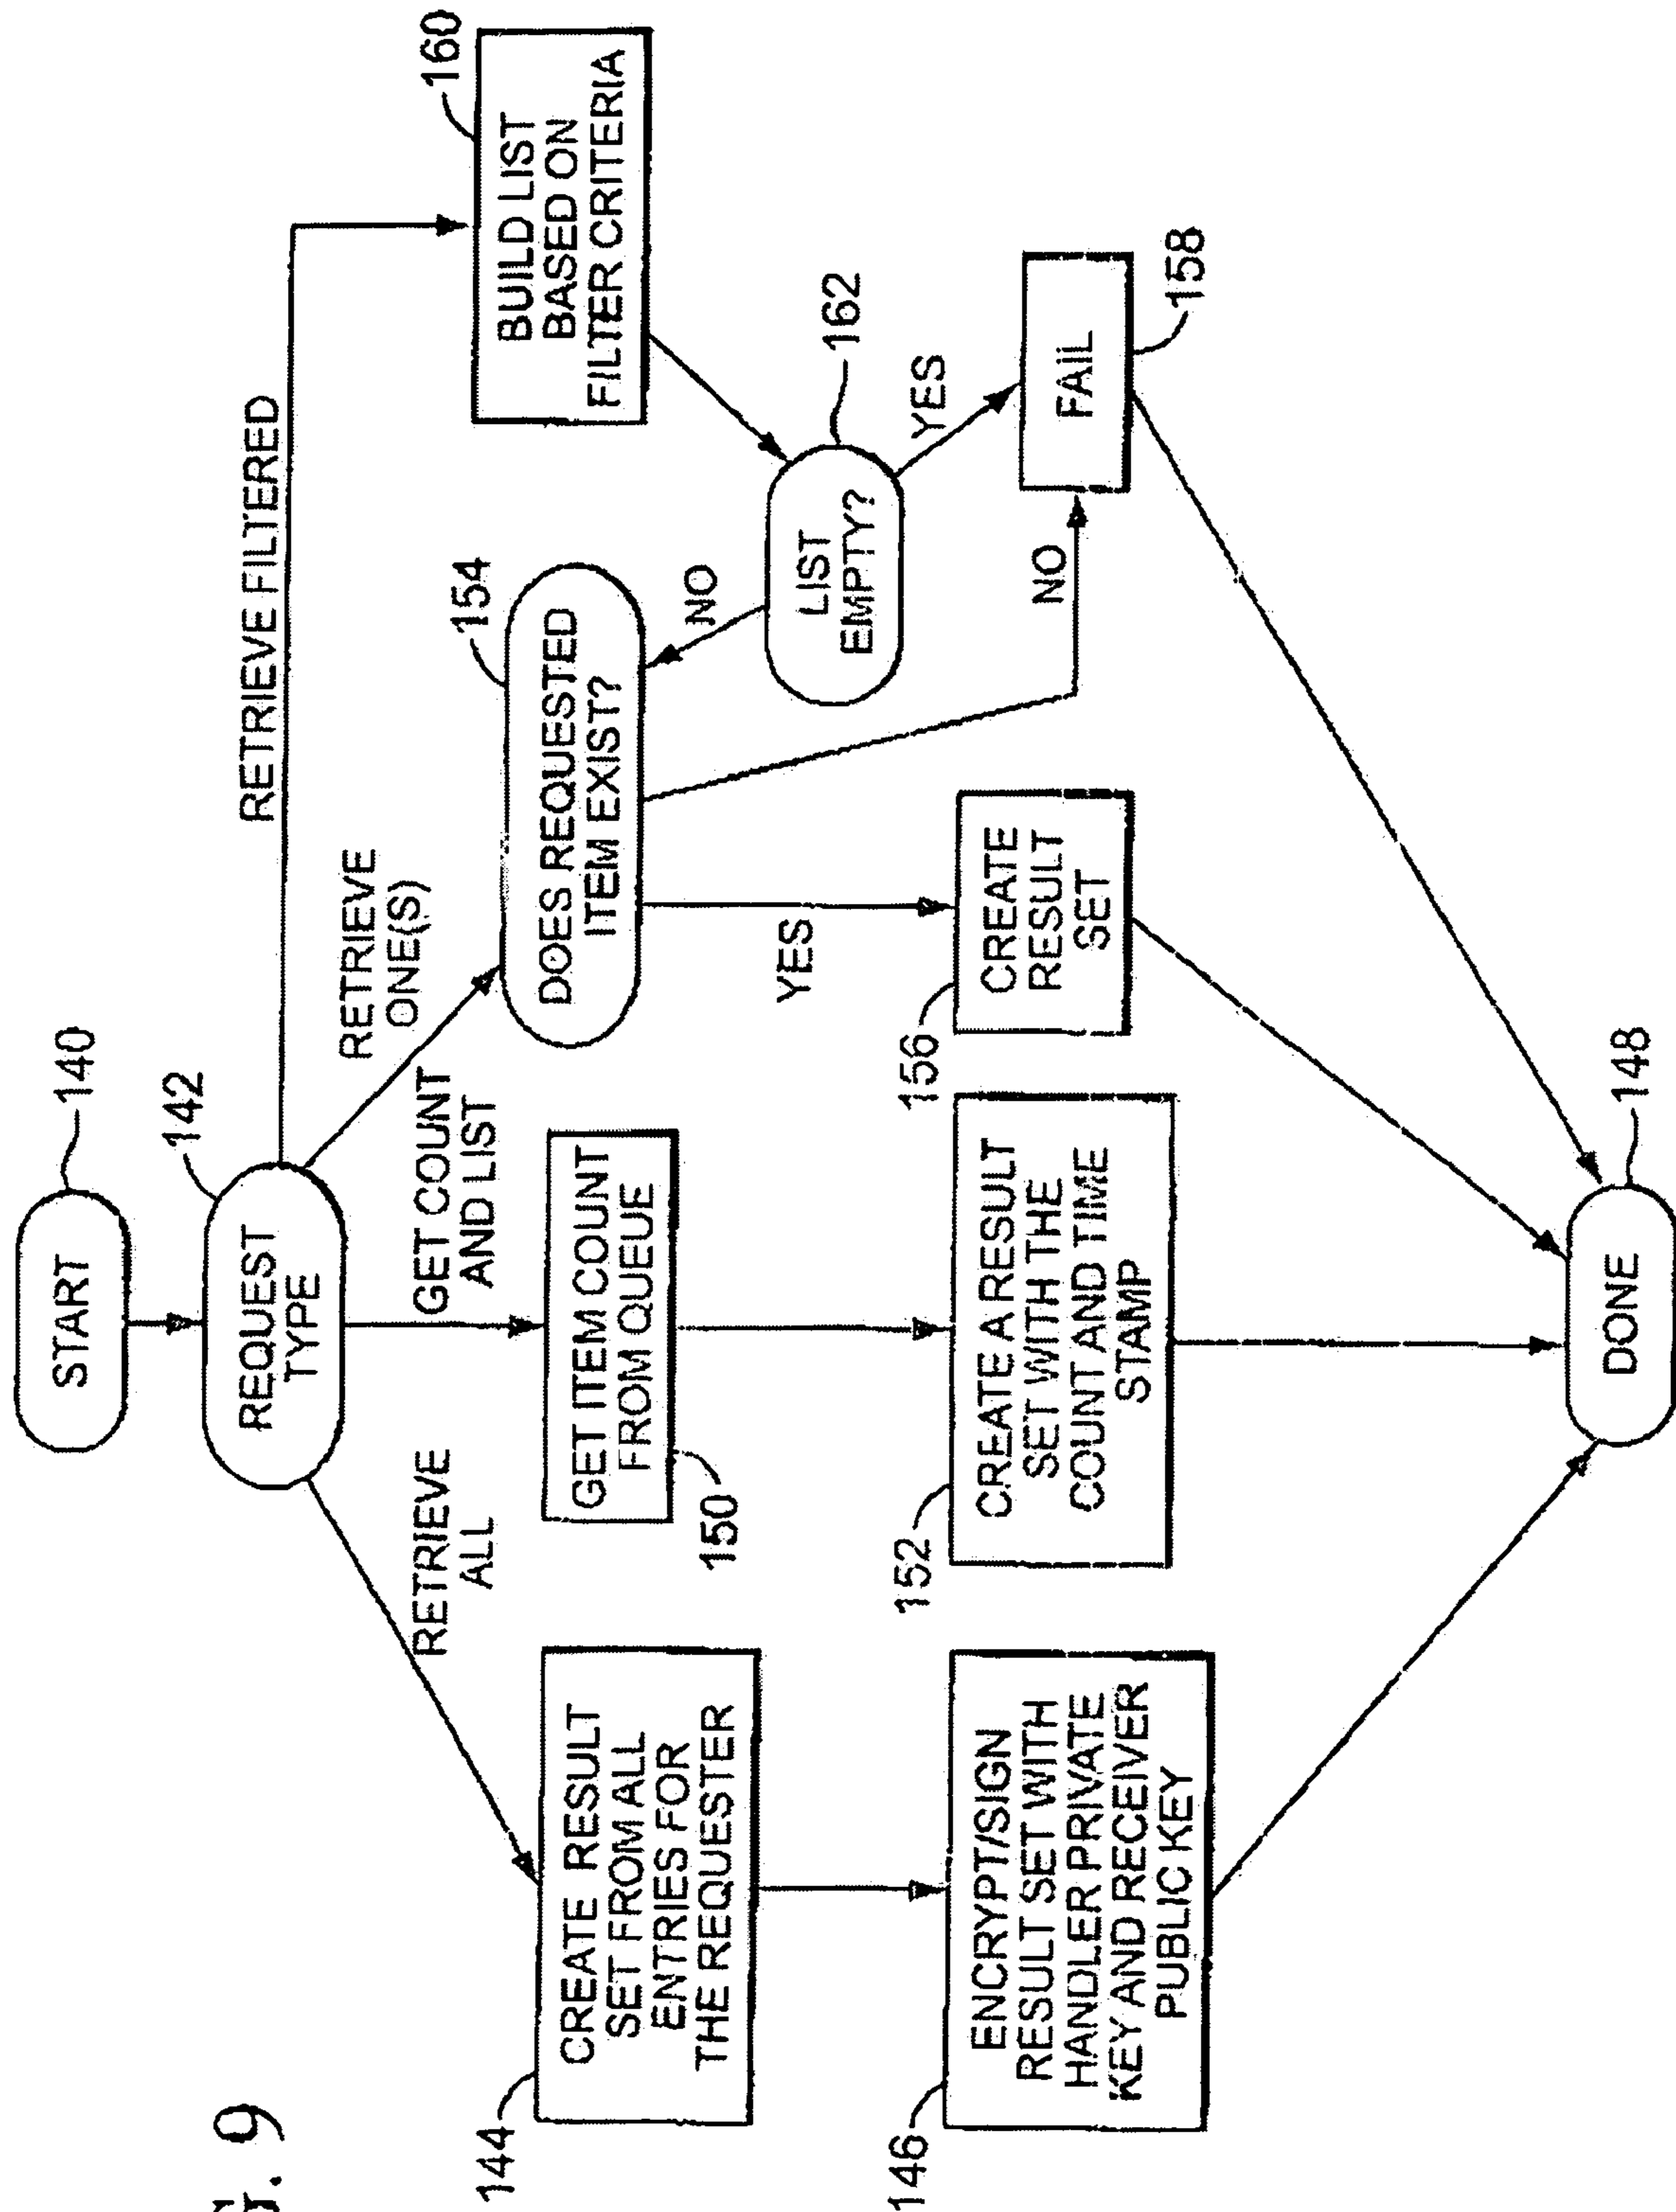 START
140
REQUEST
TYPE
142
RETRIEVE
ALL
GET COUNT
AND LIST
RETRIEVE
ONE(S)
RETRIEVE FILTERED
144
CREATE RESULT
SET FROM ALL
ENTRIES FOR
THE REQUESTER
GET ITEM COUNT
FROM QUEUE
150
DOES REQUESTED
ITEM EXIST?
154
BUILD LIST
BASED ON
FILTER CRITERIA
160
NO
LIST
EMPTY?
162
YES
YES
NO
146
ENCRYPT/SIGN
RESULT SET WITH
HANDLER PRIVATE
KEY AND RECEIVER
PUBLIC KEY
152
CREATE A RESULT
SET WITH THE
COUNT AND TIME
STAMP
156
CREATE
RESULT
SET
FAIL
158
DONE
148
G. 9